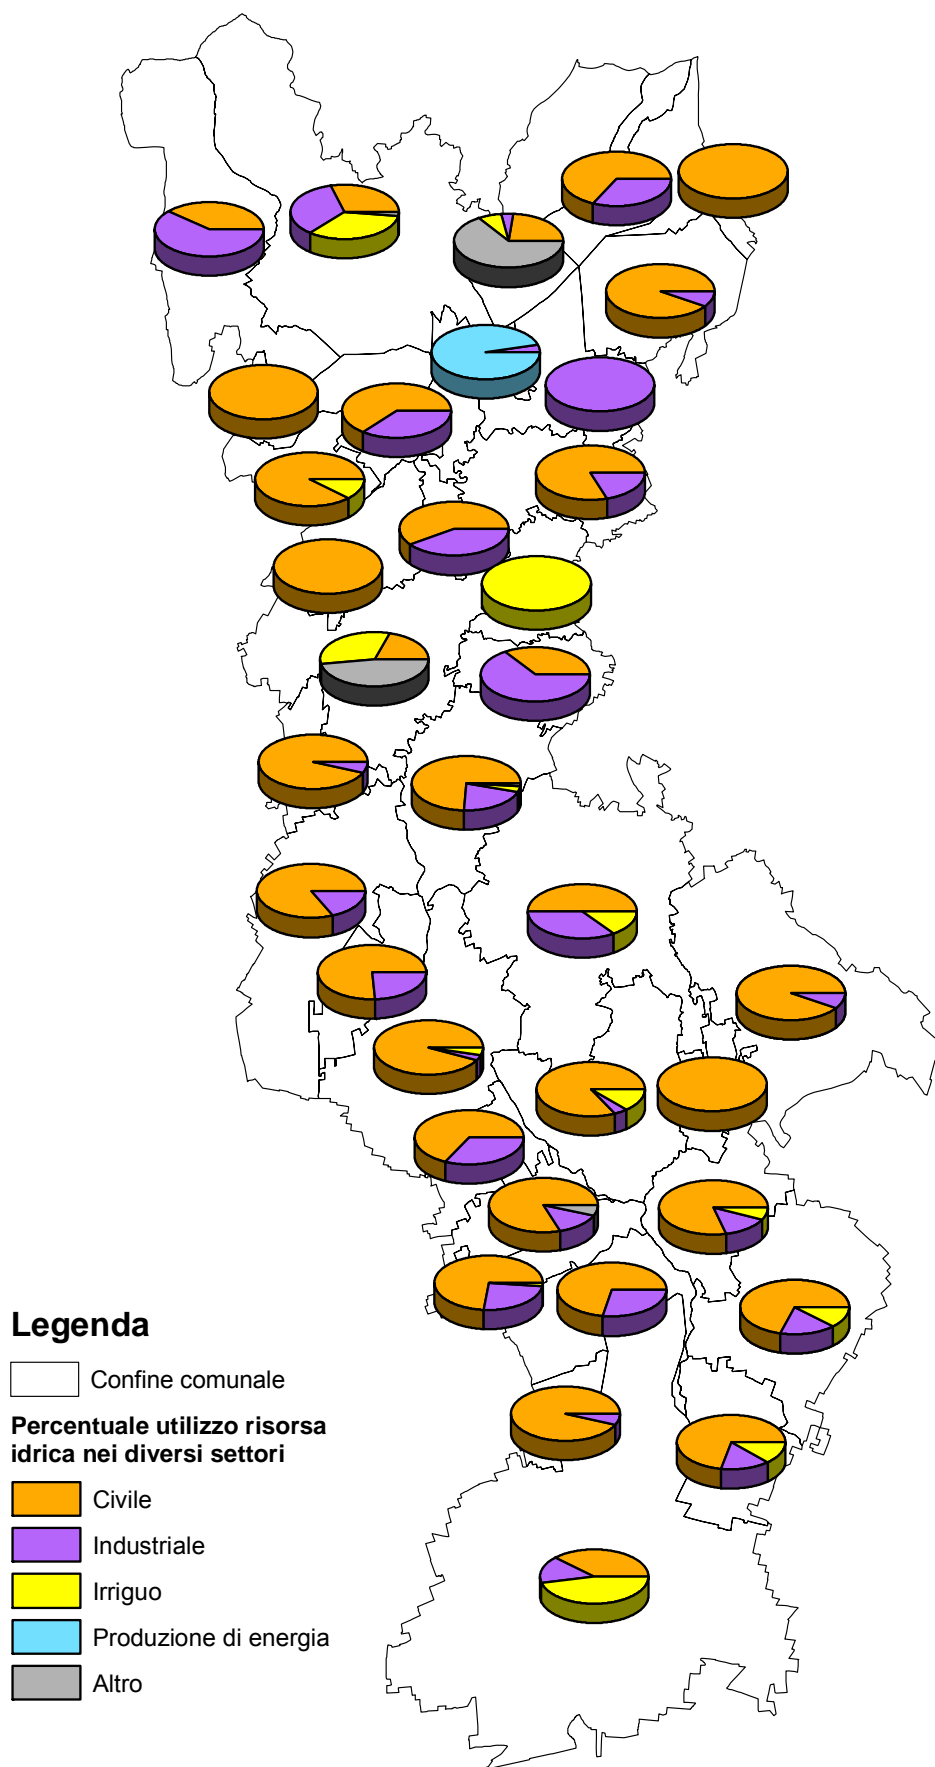 Legenda
Confine comunale
Percentuale utilizzo risorsa
idrica nei diversi settori
Civile
Industriale
Irriguo
Produzione di energia
Altro